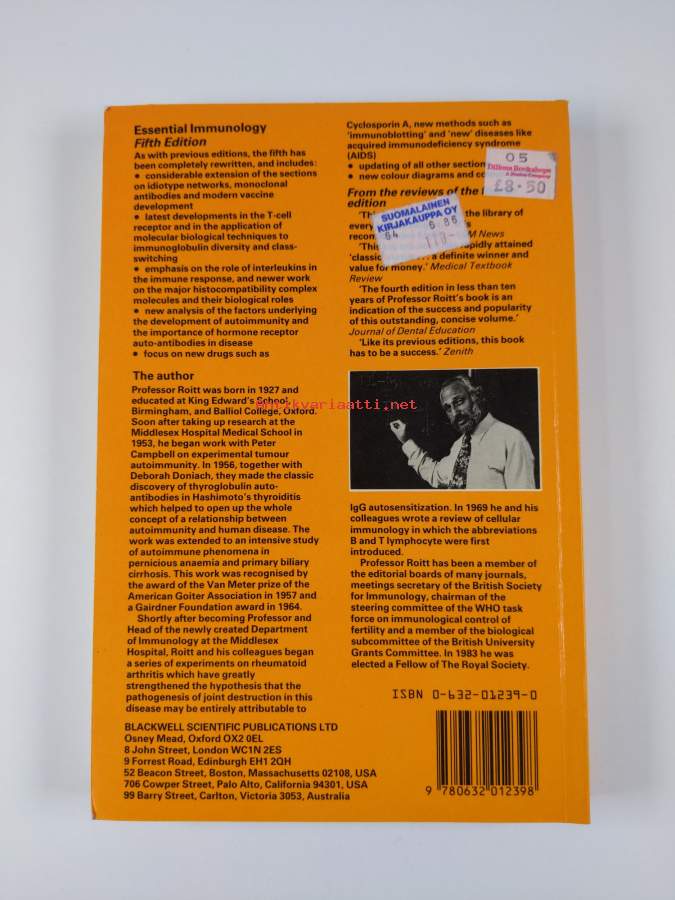 Essential Immunology
Fifth Edition
As with previous editions, the fifth has
been completely rewritten, and includes:
• considerable extension of the sections
on idiotype networks, monoclonal
antibodies and modern vaccine
development
• latest developments in the T-cell
receptor and in the application of
molecular biological techniques to
immunoglobulin diversity and class-
switching
• emphasis on the role of interleukins in
the immune response, and newer work
on the major histocompatibility complex
molecules and their biological roles
• new analysis of the factors underlying
the development of autoimmunity and
the importance of hormone receptor
auto-antibodies in disease
• focus on new drugs such as
Cyclosporin A, new methods such as
'immunoblotting' and 'new' diseases like
acquired immunodeficiency syndrome
(AIDS)
• updating of all other section
• new colour diagrams and co
From the reviews of the
edition
the library of
every
recom
M News
'This
rapidly attained
'classic
a definite winner and
value for money.' Medical Textbook
Review
'The fourth edition in less than ten
years of Professor Roitt's book is an
indication of the success and popularity
of this outstanding, concise volume.'
Journal of Dental Education
'Like its previous editions, this book
has to be a success.' Zenith
05
Dillons Bookshops
£8.50
SUOMALAINEN
KIRJAKAUPPA OY
64 6.86
119-
The author
Professor Roitt was born in 1927 and
educated at King Edward's School,
Birmingham, and Balliol College, Oxford.
Soon after taking up research at the
Middlesex Hospital Medical School in
1953, he began work with Peter
Campbell on experimental tumour
autoimmunity. In 1956, together with
Deborah Doniach, they made the classic
discovery of thyroglobulin auto-
antibodies in Hashimoto's thyroiditis
which helped to open up the whole
concept of a relationship between
autoimmunity and human disease. The
work was extended to an intensive study
of autoimmune phenomena in
pernicious anaemia and primary biliary
cirrhosis. This work was recognised by
the award of the Van Meter prize of the
American Goiter Association in 1957 and
a Gairdner Foundation award in 1964.
Shortly after becoming Professor and
Head of the newly created Department
of Immunology at the Middlesex
Hospital, Roitt and his colleagues began
a series of experiments on rheumatoid
arthritis which have greatly
strengthened the hypothesis that the
pathogenesis of joint destruction in this
disease may be entirely attributable to
IgG autosensitization. In 1969 he and his
colleagues wrote a review of cellular
immunology in which the abbreviations
B and T lymphocyte were first
introduced.
Professor Roitt has been a member of
the editorial boards of many journals,
meetings secretary of the British Society
for Immunology, chairman of the
steering committee of the WHO task
force on immunological control of
fertility and a member of the biological
subcommittee of the British University
Grants Committee. In 1983 he was
elected a Fellow of The Royal Society.
antikvariaatti.net
ISBN 0-632-01239-0
BLACKWELL SCIENTIFIC PUBLICATIONS LTD
Osney Mead, Oxford OX2 0EL
8 John Street, London WC1N 2ES
9 Forrest Road, Edinburgh EH1 2QH
52 Beacon Street, Boston, Massachusetts 02108, USA
706 Cowper Street, Palo Alto, California 94301, USA
99 Barry Street, Carlton, Victoria 3053, Australia
9 780632 012398